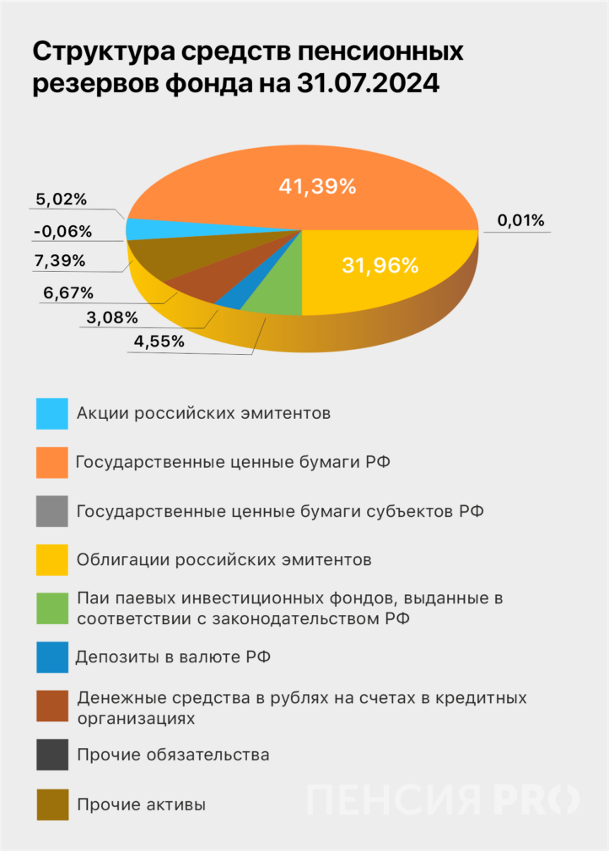 Структура средств пенсионных
резервов фонда на 31.07.2024
41,39%
5,02%
0,01%
-0,06%
7,39%
31,96%
6,67%
3,08%
4,55%
Акции российских эмитентов
Государственные ценные бумаги РФ
Государственные ценные бумаги субъектов РФ
Облигации российских эмитентов
Паи паевых инвестиционных фондов, выданные в
соответствии с законодательством РФ
Депозиты в валюте РФ
Денежные средства в рублях на счетах в кредитных
организациях
Прочие обязательства
Прочие активы
ПЕНСИЯ PRO